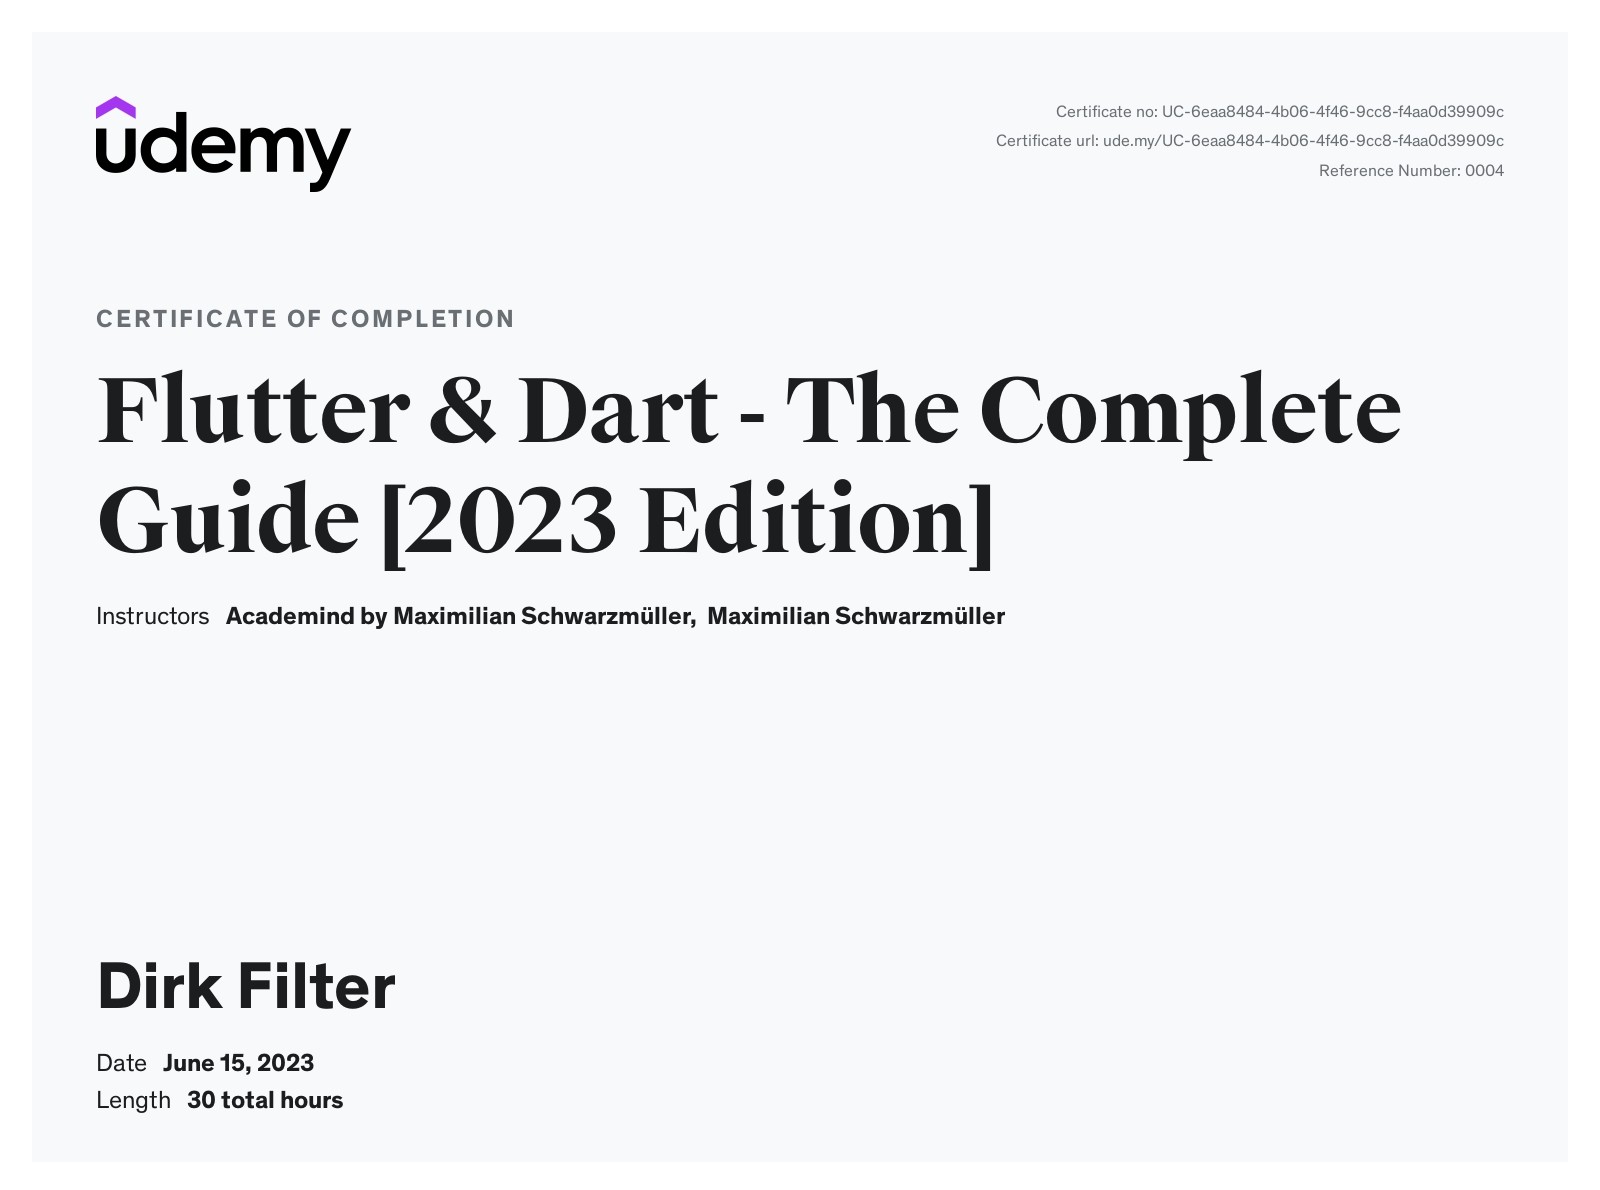 udemy
Certificate no: UC-6eaa8484-4b06-4f46-9cc8-f4aa0d39909c
Certificate url: ude.my/UC-6eaa8484-4b06-4f46-9cc8-f4aa0d39909c
Reference Number: 0004
CERTIFICATE OF COMPLETION
Flutter & Dart - The Complete
Guide [2023 Edition]
Instructors Academind by Maximilian Schwarzmüller, Maximilian Schwarzmüller
Dirk Filter
Date June 15, 2023
Length 30 total hours